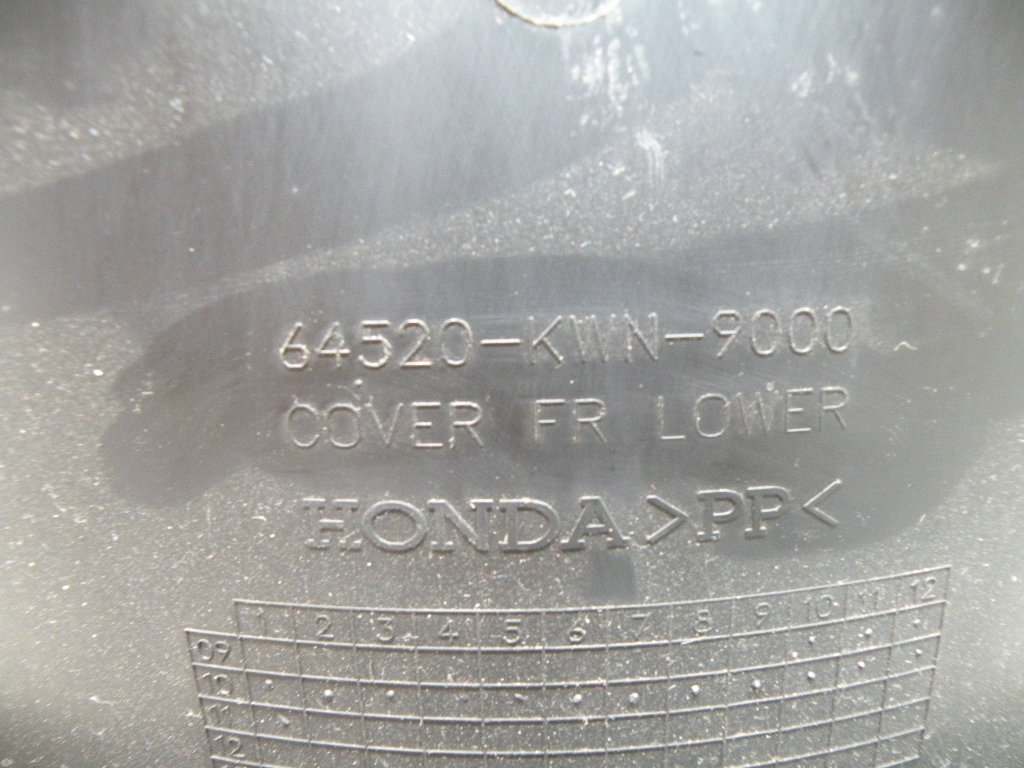 64520-KWN-9000
COVER FR LOWER
HONDA >PP<
1 2 3 4 5 6 7 8 9 10 11 12
09
10
11
12